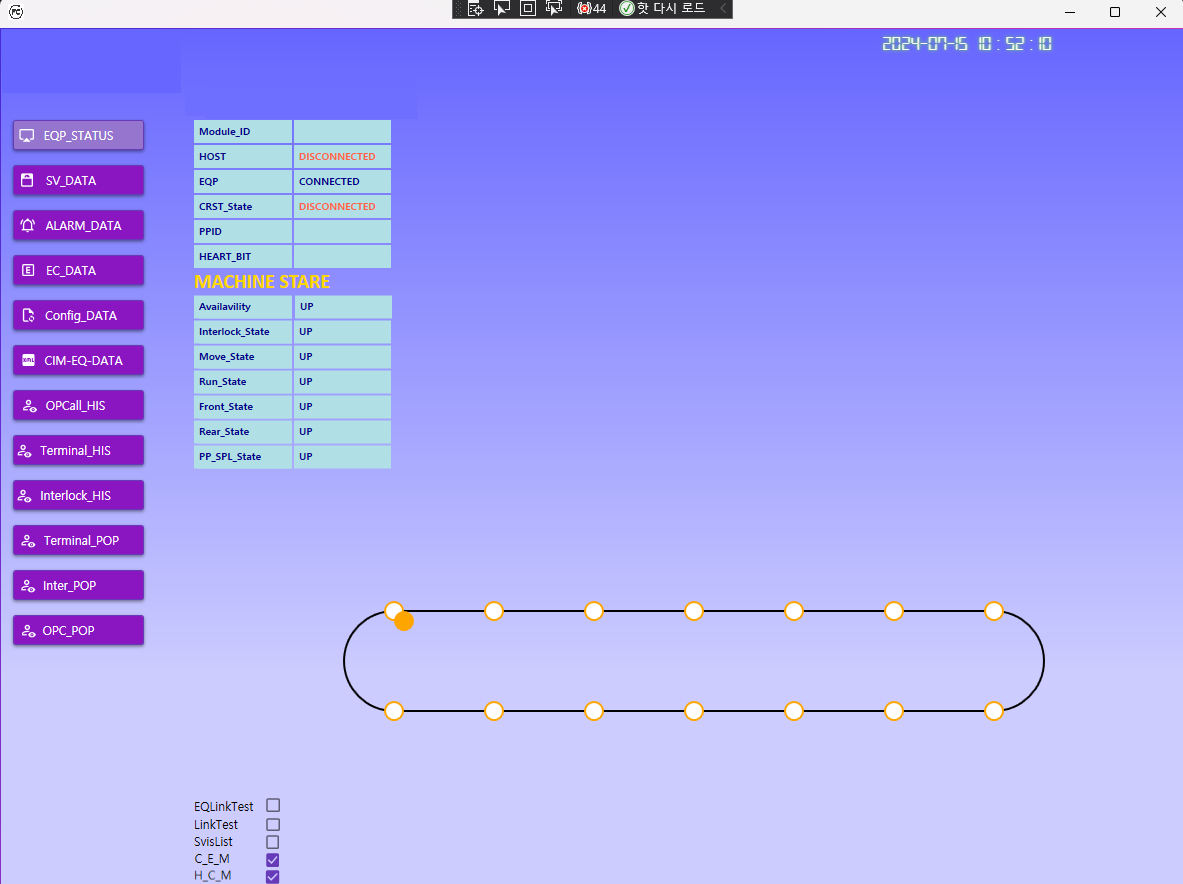 44 핫 다시 로드
2024-07-15 10 : 52 : 10
EQP_STATUS
SV_DATA
ALARM_DATA
EC_DATA
Config_DATA
CIM-EQ-DATA
OPCall_HIS
Terminal_HIS
Interlock_HIS
Terminal_POP
Inter_POP
OPC_POP
Module_ID
HOST DISCONNECTED
EQP CONNECTED
CRST_State DISCONNECTED
PPID
HEART_BIT
MACHINE STARE
Availavility UP
Interlock_State UP
Move_State UP
Run_State UP
Front_State UP
Rear_State UP
PP_SPL_State UP
EQLinkTest
LinkTest
SvisList
C_E_M
H_C_M